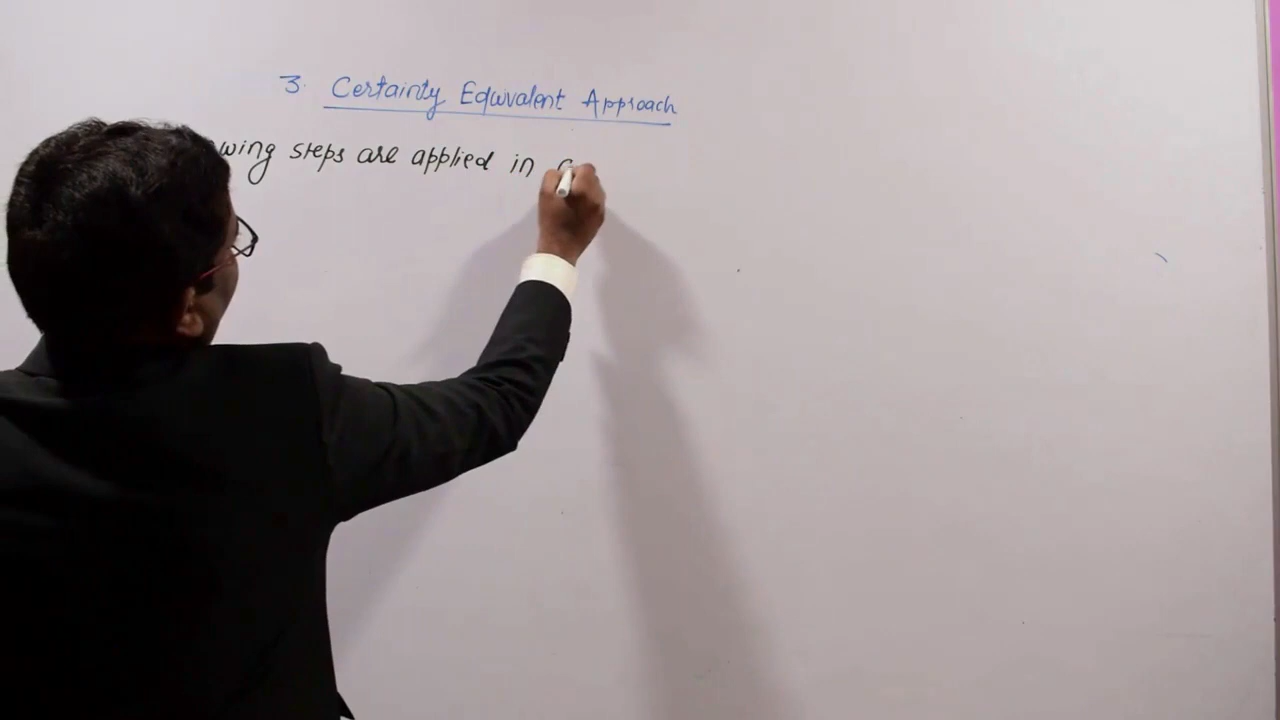 3. Certainty Equivalent Approach
wing steps are applied in